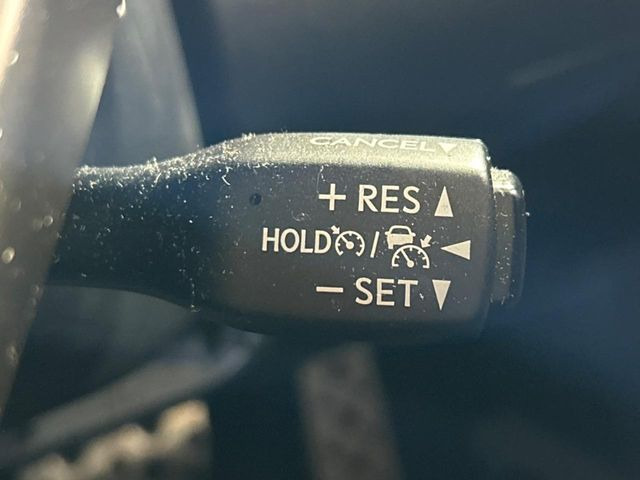 CANCEL
+ RES
HOLD /
- SET